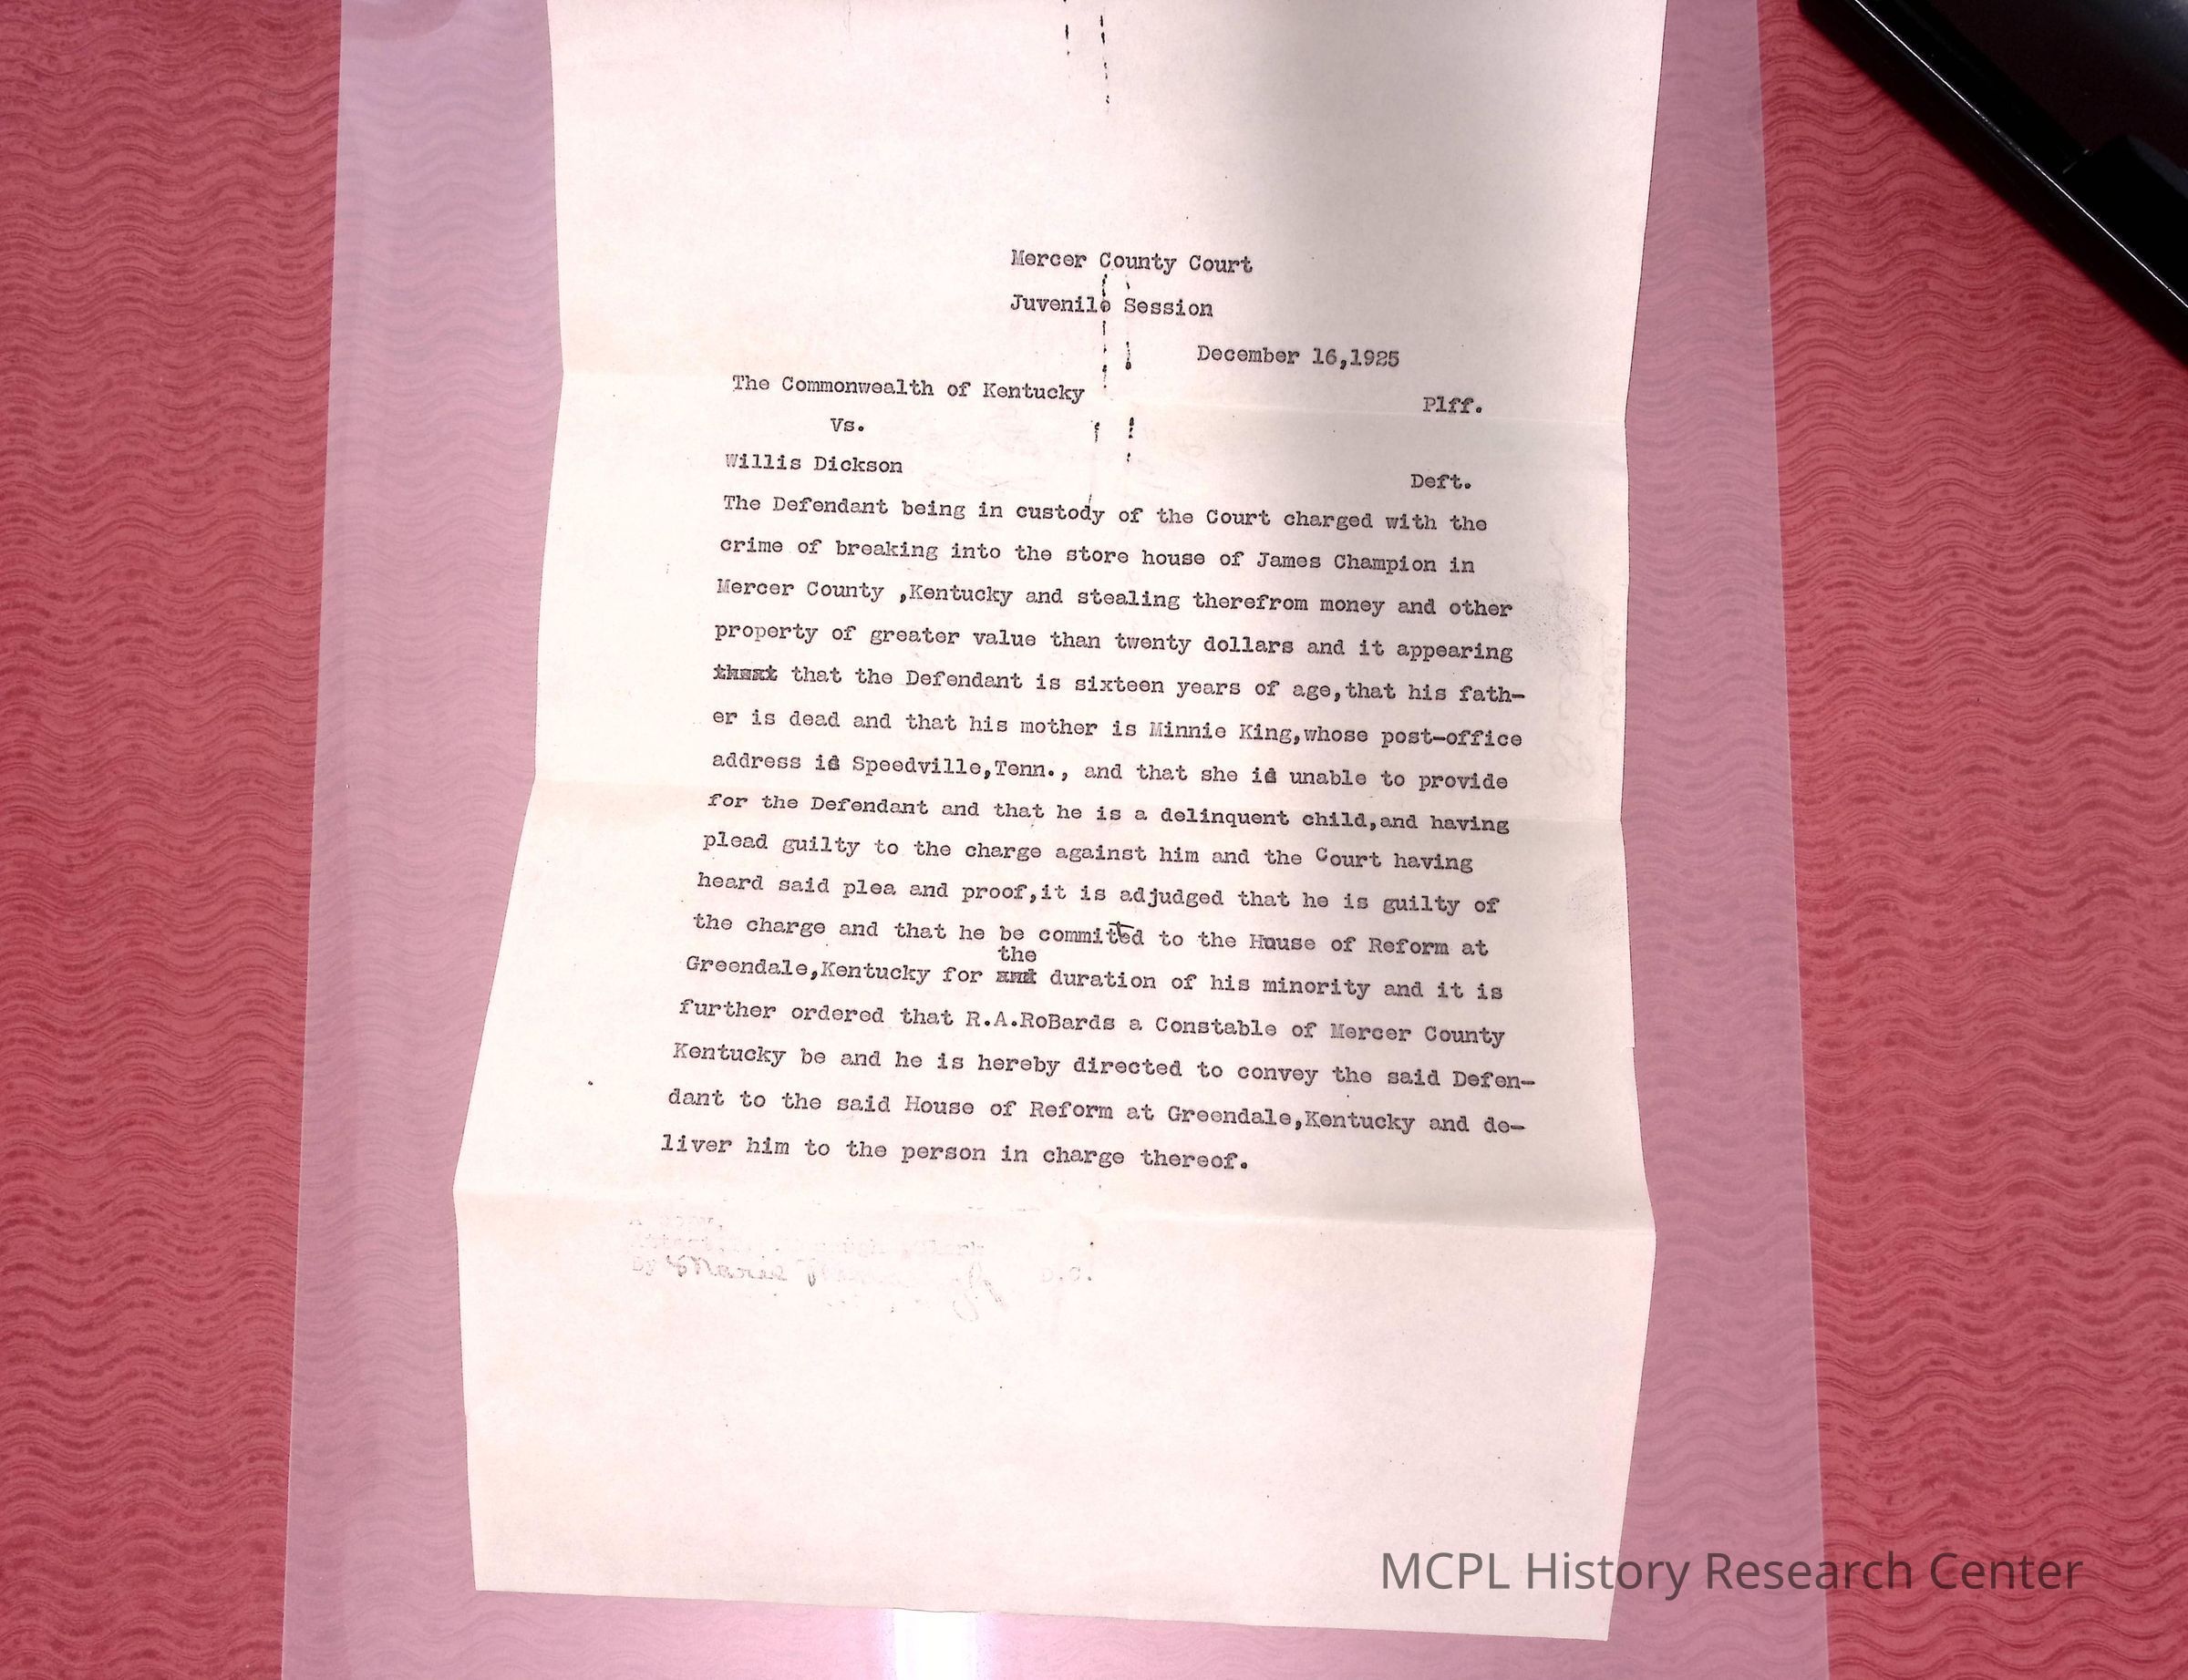 Mercer County Court
Juvenile Session
December 16,1925
The Commonwealth of Kentucky Plff.
Vs.
Willis Dickson Deft.
The Defendant being in custody of the Court charged with the
crime of breaking into the store house of James Champion in
Mercer County ,Kentucky and stealing therefrom money and other
property of greater value than twenty dollars and it appearing
that the Defendant is sixteen years of age,that his fath-
er is dead and that his mother is Minnie King,whose post-office
address is Speedville,Tenn., and that she is unable to provide
for the Defendant and that he is a delinquent child,and having
plead guilty to the charge against him and the Court having
heard said plea and proof,it is adjudged that he is guilty of
the charge and that he be committed to the House of Reform at
the
Greendale,Kentucky for duration of his minority and it is
further ordered that R.A.RoBards a Constable of Mercer County
Kentucky be and he is hereby directed to convey the said Defen-
dant to the said House of Reform at Greendale,Kentucky and de-
liver him to the person in charge thereof.
By Marie D.C.
MCPL History Research Center